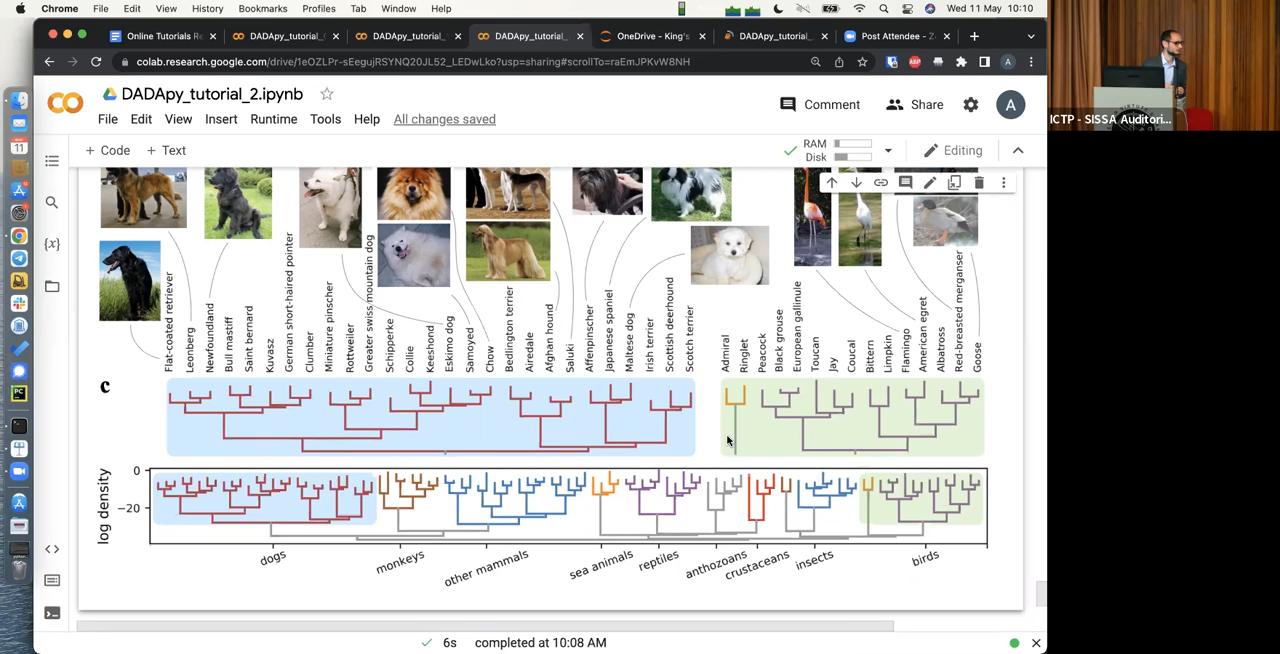 Chrome File Edit View History Bookmarks Profiles Tab Window Help Wed 11 May 10:10
Online Tutorials R DADApy_tutorial_ DADApy_tutorial_ DADApy_tutorial_ OneDrive - King's DADApy_tutorial_ Post Attendee - Z
colab.research.google.com/drive/1eOZLPr-sEegujRSYNQ20JL52_LEDwLko?usp=sharing#scrollTo=raEmJPKvW8NH
A
DADApy_tutorial_2.ipynb
Comment Share A
File Edit View Insert Runtime Tools Help All changes saved
+ Code + Text RAM Disk Editing
ICTP - SISSA Auditori...
Flat-coated retriever
Leonberg
Newfoundland
Bull mastiff
Saint bernard
Kuvasz
German short-haired pointer
Clumber
Miniature pinscher
Rottweiler
Greater swiss mountain dog
Schipperke
Collie
Keeshond
Eskimo dog
Samoyed
Chow
Bedlington terrier
Airedale
Afghan hound
Saluki
Affenpinscher
Japanese spaniel
Maltese dog
Irish terrier
Scottish deerhound
Scotch terrier
Admiral
Ringlet
Peacock
Black grouse
European gallinule
Toucan
Jay
Coucal
Bittern
Limpkin
Flamingo
American egret
Albatross
Red-breasted merganser
Goose
c
log density
0
−20
dogs monkeys other mammals sea animals reptiles anthozoans crustaceans insects birds
6s completed at 10:08 AM